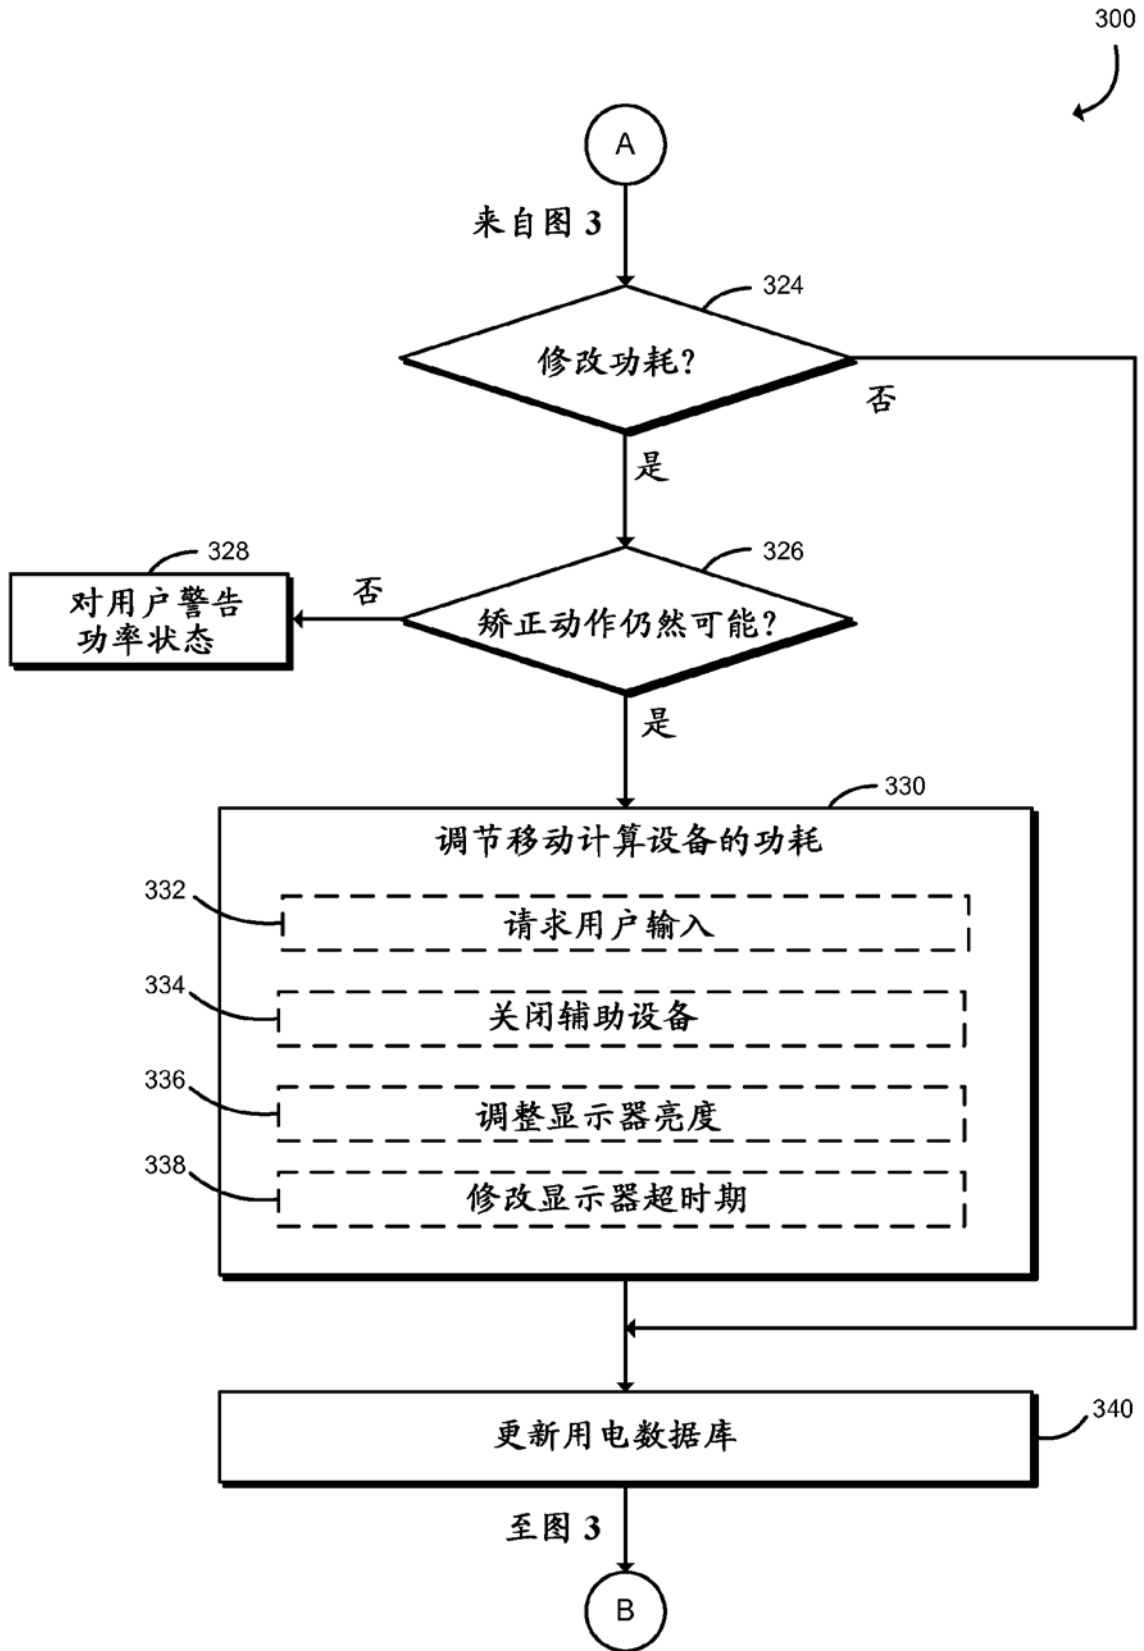 300
A
来自图 3
324
修改功耗?
否
是
326
328
对用户警告
功率状态
否
矫正动作仍然可能?
是
330
调节移动计算设备的功耗
332
请求用户输入
334
关闭辅助设备
336
调整显示器亮度
338
修改显示器超时期
更新用电数据库
340
至图 3
B